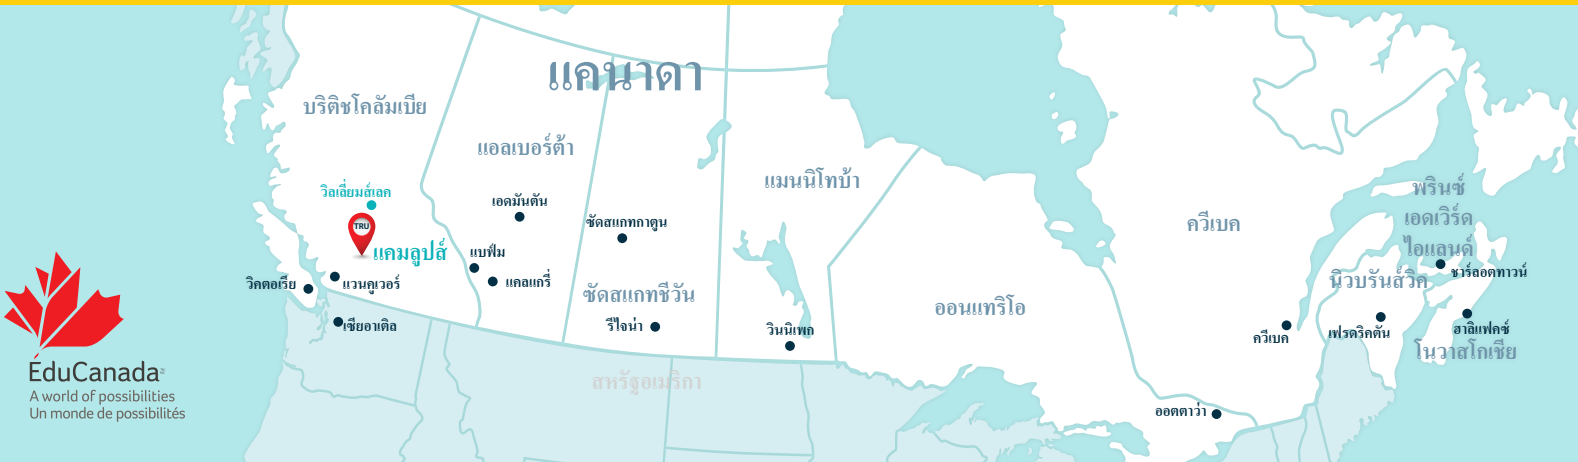 แคนาดา
บริติชโคลัมเบีย
แอลเบอร์ต้า
แมนนิโทบ้า
พรินซ์
เอดเวิร์ด
ไอแลนด์
วิลเลี่ยมส์เลค
เอดมันตัน
ซัดสแกทกาตูน
ควีเบค
TRU
แคมลูปส์
แบฟ์ม
วิคตอเรีย
แวนคูเวอร์
แคลแกรี่
ซัดสแกทชีวัน
ออนแทริโอ
นิวบรันส์วิค
ชาร์ลอตทาวน์
เซียอาเติล
รีไจน่า
วินนิเพก
ควีเบค
เฟรดริคตัน
ฮาลิแฟคซ์
โนวาสโกเชีย
สหรัฐอเมริกา
ออตตาว่า
EduCanada™
A world of possibilities
Un monde de possibilités